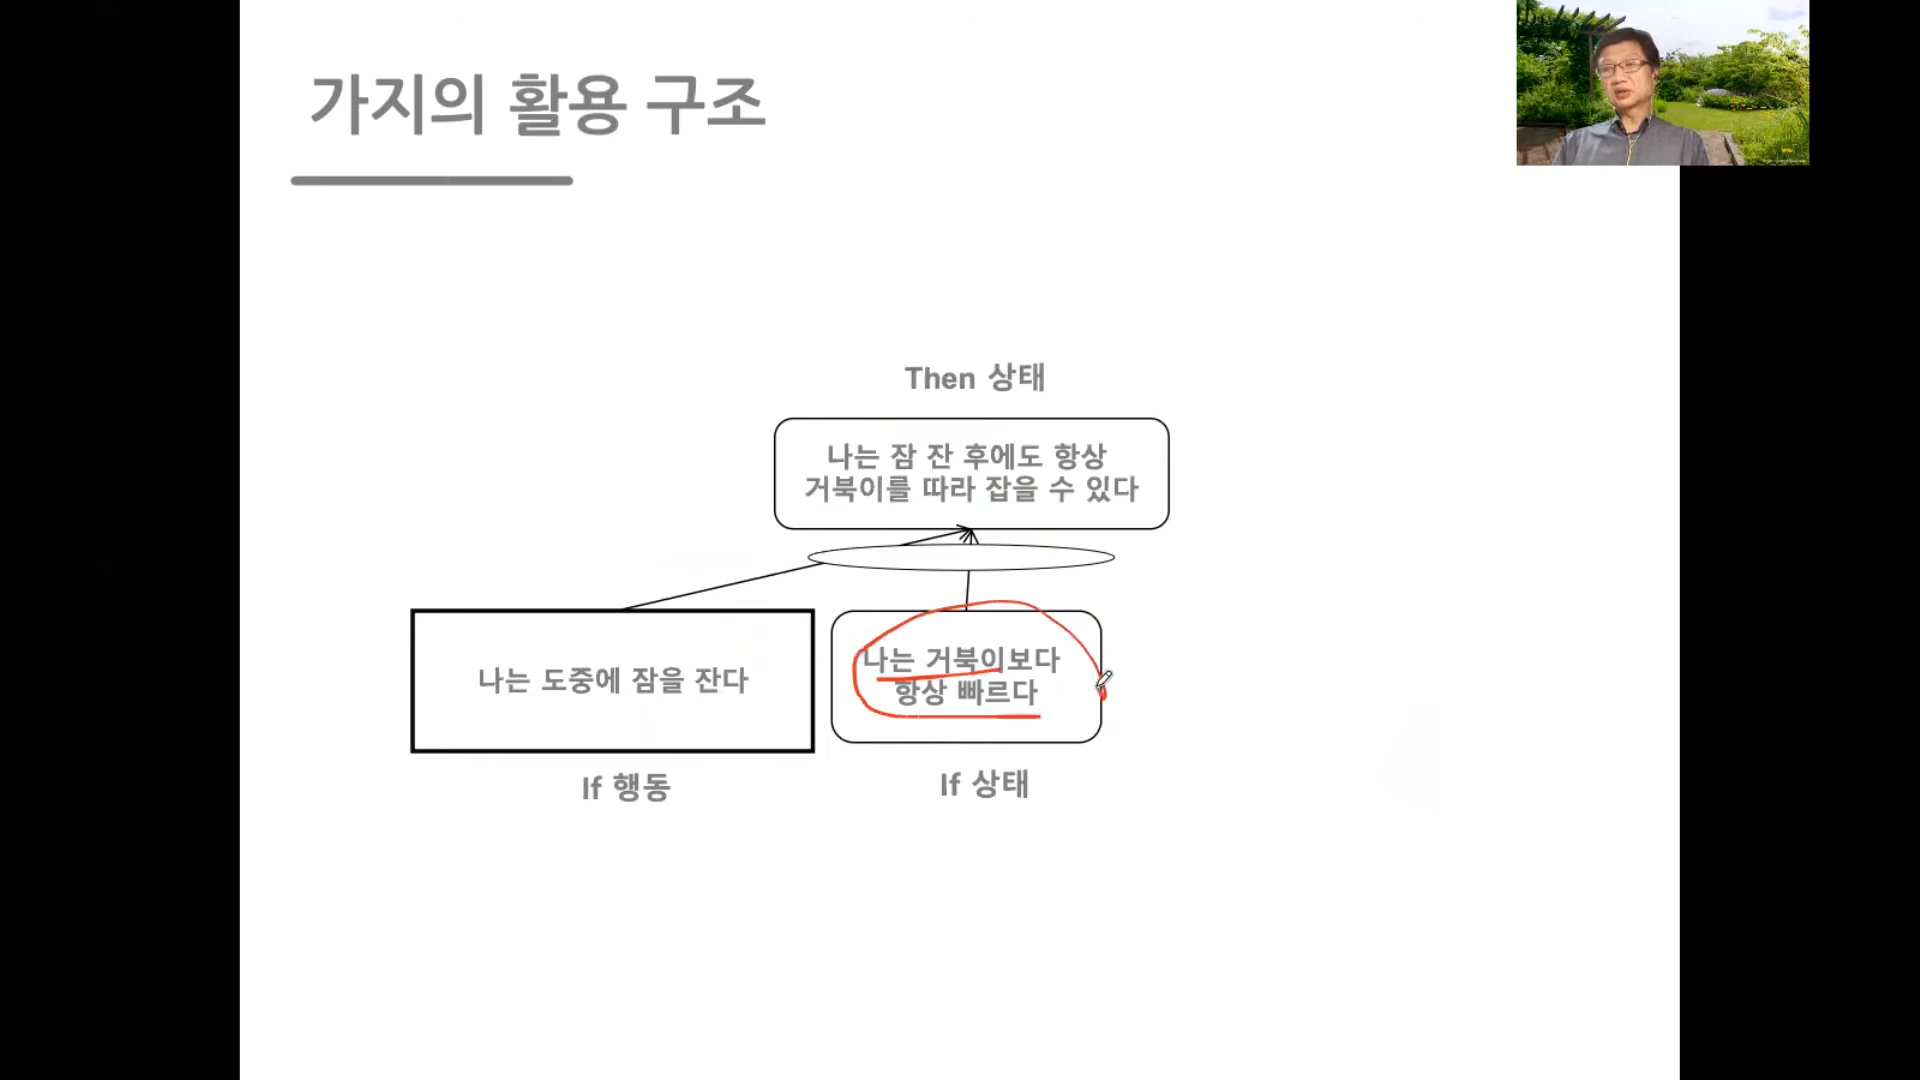 가지의 활용 구조
Then 상태
나는 잠 잔 후에도 항상
거북이를 따라 잡을 수 있다
나는 도중에 잠을 잔다
나는 거북이보다
항상 빠르다
If 행동
If 상태